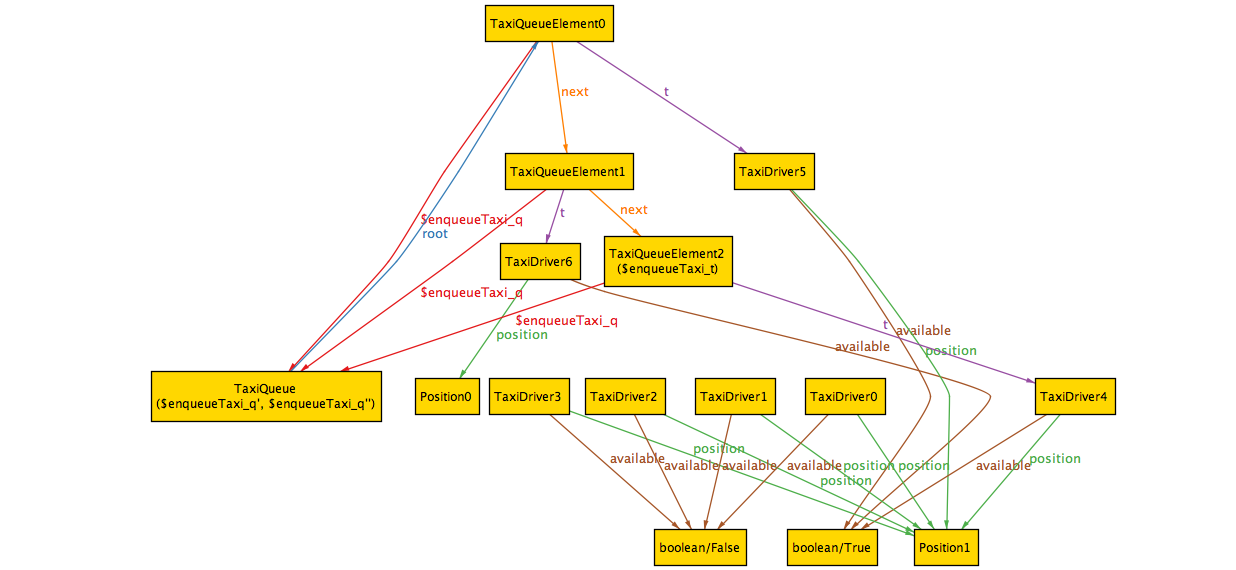 TaxiQueueElement0
next
t
TaxiQueueElement1
TaxiDriver5
$enqueueTaxi_q
root
t
next
TaxiDriver6
TaxiQueueElement2
($enqueueTaxi_t)
$enqueueTaxi_q
$enqueueTaxi_q
position
t
available
available
position
TaxiQueue
($enqueueTaxi_q', $enqueueTaxi_q'')
Position0
TaxiDriver3
TaxiDriver2
TaxiDriver1
TaxiDriver0
TaxiDriver4
position
available
available
available
available
position
position
available
position
position
boolean/False
boolean/True
Position1